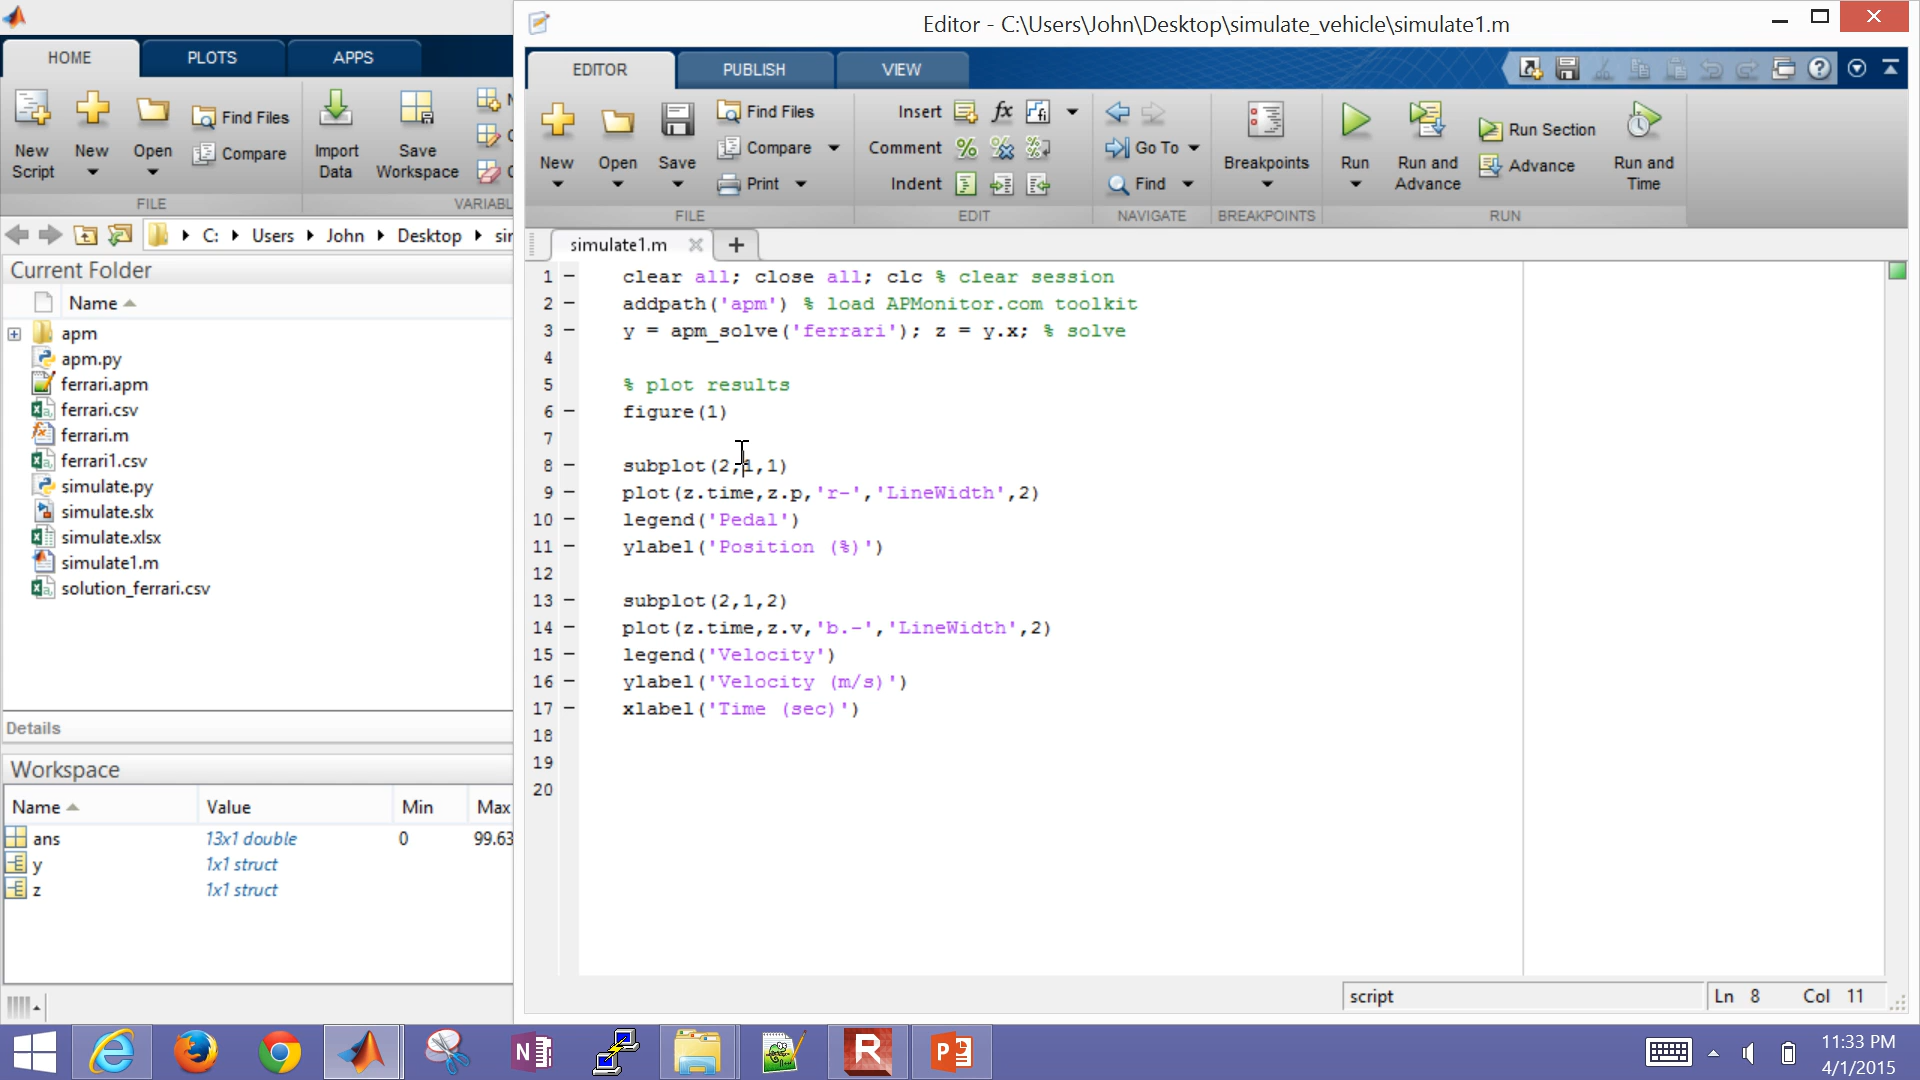 Editor - C:\Users\John\Desktop\simulate_vehicle\simulate1.m
HOME PLOTS APPS
New Script
New
Open
Find Files
Compare
Import Data
Save Workspace
FILE
VARIABL
C: Users John Desktop sir
Current Folder
Name
apm
apm.py
ferrari.apm
ferrari.csv
ferrari.m
ferrari1.csv
simulate.py
simulate.slx
simulate.xlsx
simulate1.m
solution_ferrari.csv
Details
Workspace
Name Value Min Max
ans 13x1 double 0 99.63
y 1x1 struct
z 1x1 struct
EDITOR PUBLISH VIEW
New
Open
Save
Find Files
Compare
Print
FILE
Insert
Comment
Indent
EDIT
Go To
Find
NAVIGATE
Breakpoints
BREAKPOINTS
Run
Run and Advance
Run Section
Advance
Run and Time
RUN
simulate1.m
1 clear all; close all; clc % clear session
2 addpath('apm') % load APMonitor.com toolkit
3 y = apm_solve('ferrari'); z = y.x; % solve
4
5 % plot results
6 figure(1)
7
8 subplot(2,1,1)
9 plot(z.time,z.p,'r-','LineWidth',2)
10 legend('Pedal')
11 ylabel('Position (%)')
12
13 subplot(2,1,2)
14 plot(z.time,z.v,'b.-','LineWidth',2)
15 legend('Velocity')
16 ylabel('Velocity (m/s)')
17 xlabel('Time (sec)')
18
19
20
script
Ln 8 Col 11
11:33 PM
4/1/2015